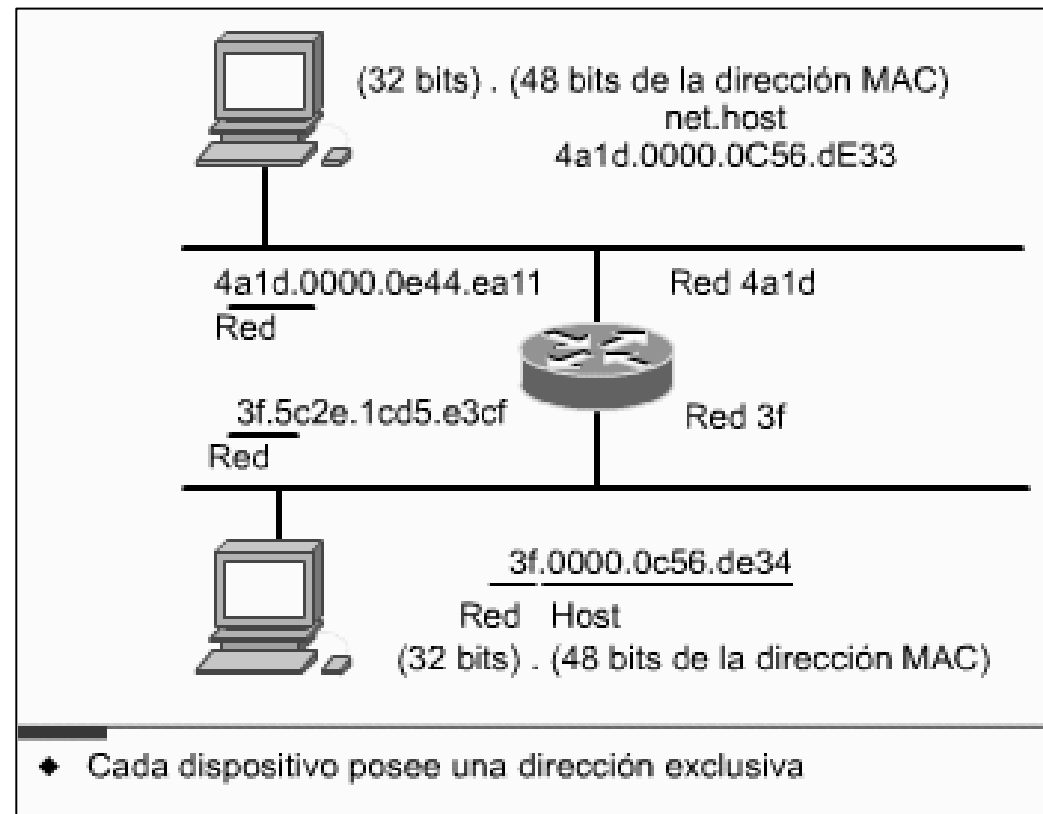 (32 bits) . (48 bits de la dirección MAC)
net.host
4a1d.0000.0C56.dE33
4a1d.0000.0e44.ea11
Red 4a1d
Red
3f.5c2e.1cd5.e3cf
Red 3f
Red
3f.0000.0c56.de34
Red Host
(32 bits) . (48 bits de la dirección MAC)
Cada dispositivo posee una dirección exclusiva